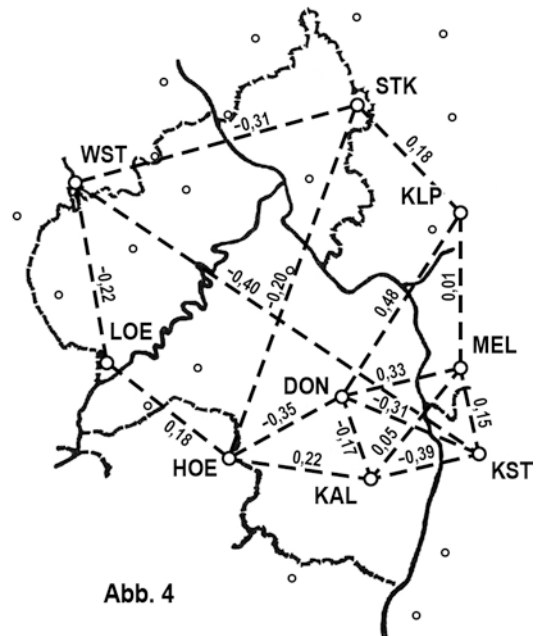 STK
−0,31
WST
0,18
KLP
−0,22
−0,20
−0,40
0,48
0,01
LOE
MEL
DON
0,33
−0,35
−0,31
0,15
0,18
−0,17
0,05
HOE
0,22
−0,39
KST
KAL
Abb. 4